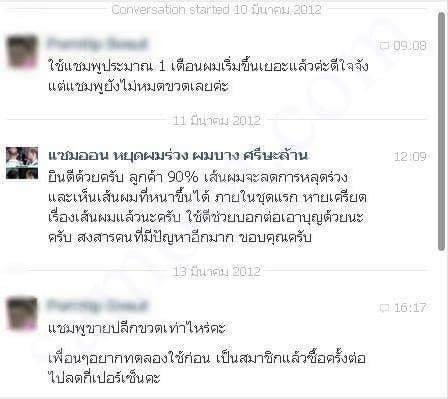 Conversation started 10 มีนาคม 2012
09:08
ใช้แชมพูประมาณ 1 เดือนผมเริ่มขึ้นเยอะแล้วค่ะดีใจจัง
แต่แชมพูยังไม่หมดขวดเลยค่ะ
11 มีนาคม 2012
แชมออน หยุดผมร่วง ผมบาง ศรีษะล้าน 12:09
ยินดีด้วยครับ ลูกค้า 90% เส้นผมจะลดการหลุดร่วง
และเห็นเส้นผมที่หนาขึ้นได้ ภายในชุดแรก หายเครียด
เรื่องเส้นผมแล้วนะครับ ใช้ดีช่วยบอกต่อเอาบุญด้วยนะ
ครับ สงสารคนที่มีปัญหาอีกมาก ขอบคุณครับ
13 มีนาคม 2012
16:17
แชมพูขายปลีกขวดเท่าไหร่คะ
เพื่อนๆอยากทดลองใช้ก่อน เป็นสมาชิกแล้วซื้อครั้งต่อ
ไปลดกี่เปอร์เซ็นคะ